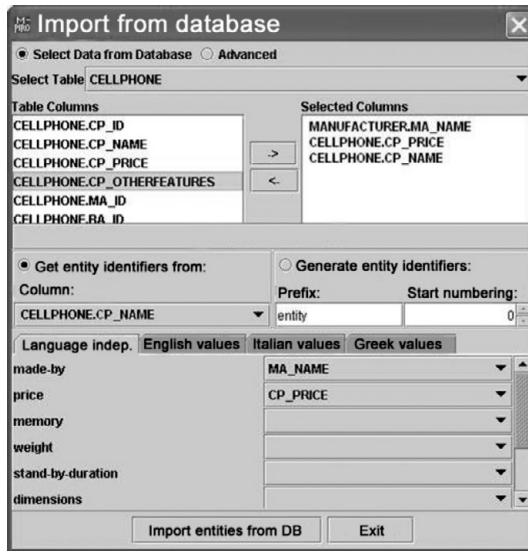 M-PIRO Import from database
Select Data from Database Advanced
Select Table CELLPHONE
Table Columns
CELLPHONE.CP_ID
CELLPHONE.CP_NAME
CELLPHONE.CP_PRICE
CELLPHONE.CP_OTHERFEATURES
CELLPHONE.MA_ID
CELLPHONE.BA_ID
->
<-
Selected Columns
MANUFACTURER.MA_NAME
CELLPHONE.CP_PRICE
CELLPHONE.CP_NAME
Get entity identifiers from:
Column:
CELLPHONE.CP_NAME
Generate entity identifiers:
Prefix: Start numbering:
entity 0
Language indep. English values Italian values Greek values
made-by MA_NAME
price CP_PRICE
memory
weight
stand-by-duration
dimensions
Import entities from DB Exit